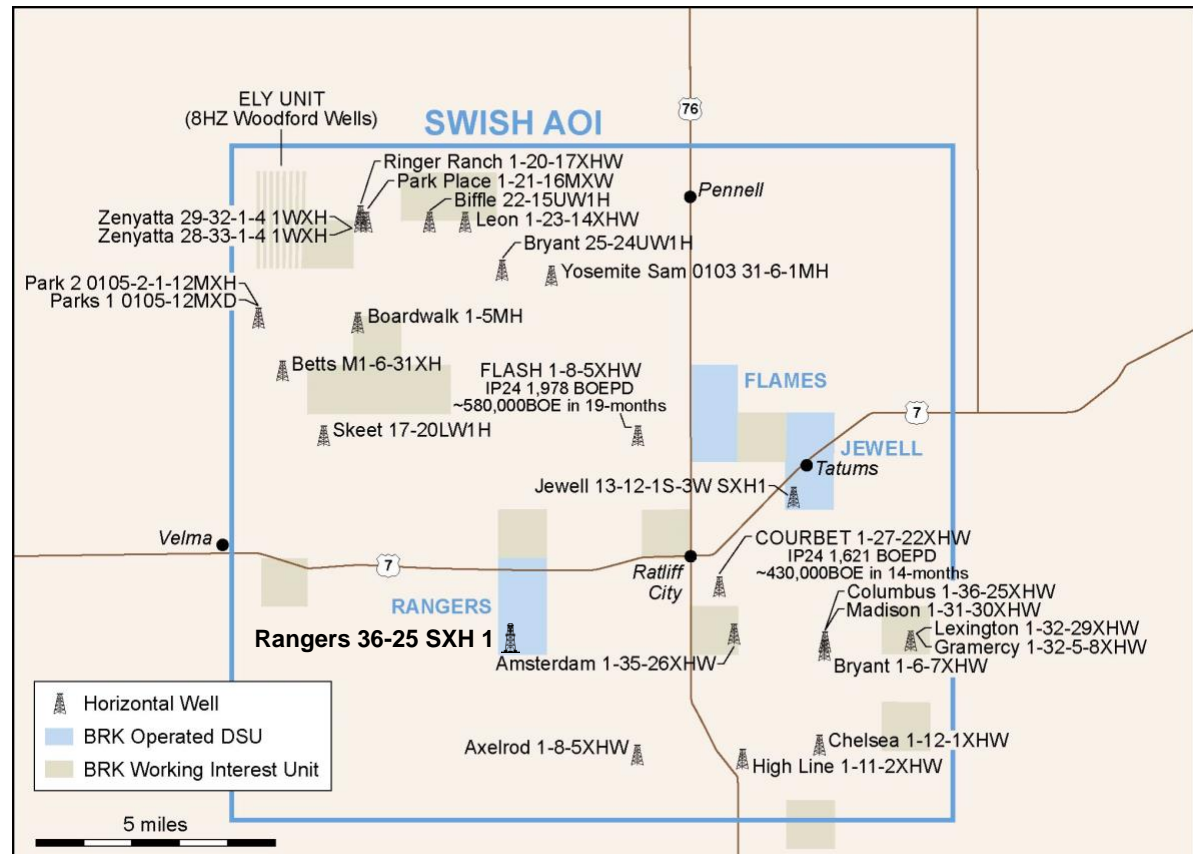 ELY UNIT
(8HZ Woodford Wells)
SWISH AOI
76
Ringer Ranch 1-20-17XHW
Park Place 1-21-16MXW
Biffle 22-15UW1H
Leon 1-23-14XHW
Pennell
Zenyatta 29-32-1-4 1WXH
Zenyatta 28-33-1-4 1WXH
Bryant 25-24UW1H
Yosemite Sam 0103 31-6-1MH
Park 2 0105-2-1-12MXH
Parks 1 0105-12MXD
Boardwalk 1-5MH
Betts M1-6-31XH
FLASH 1-8-5XHW
IP24 1,978 BOEPD
~580,000BOE in 19-months
FLAMES
7
Skeet 17-20LW1H
JEWELL
Tatums
Jewell 13-12-1S-3W SXH1
Velma
7
Ratliff
City
COURBET 1-27-22XHW
IP24 1,621 BOEPD
~430,000BOE in 14-months
RANGERS
Rangers 36-25 SXH 1
Columbus 1-36-25XHW
Madison 1-31-30XHW
Lexington 1-32-29XHW
Gramercy 1-32-5-8XHW
Amsterdam 1-35-26XHW
Bryant 1-6-7XHW
Horizontal Well
BRK Operated DSU
BRK Working Interest Unit
Axelrod 1-8-5XHW
Chelsea 1-12-1XHW
High Line 1-11-2XHW
5 miles